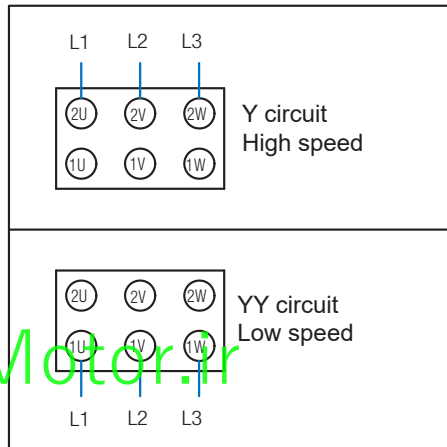 L1 L2 L3
2U 2V 2W
Y circuit
High speed
1U 1V 1W
2U 2V 2W
YY circuit
Low speed
1U 1V 1W
Motor.ir
L1 L2 L3